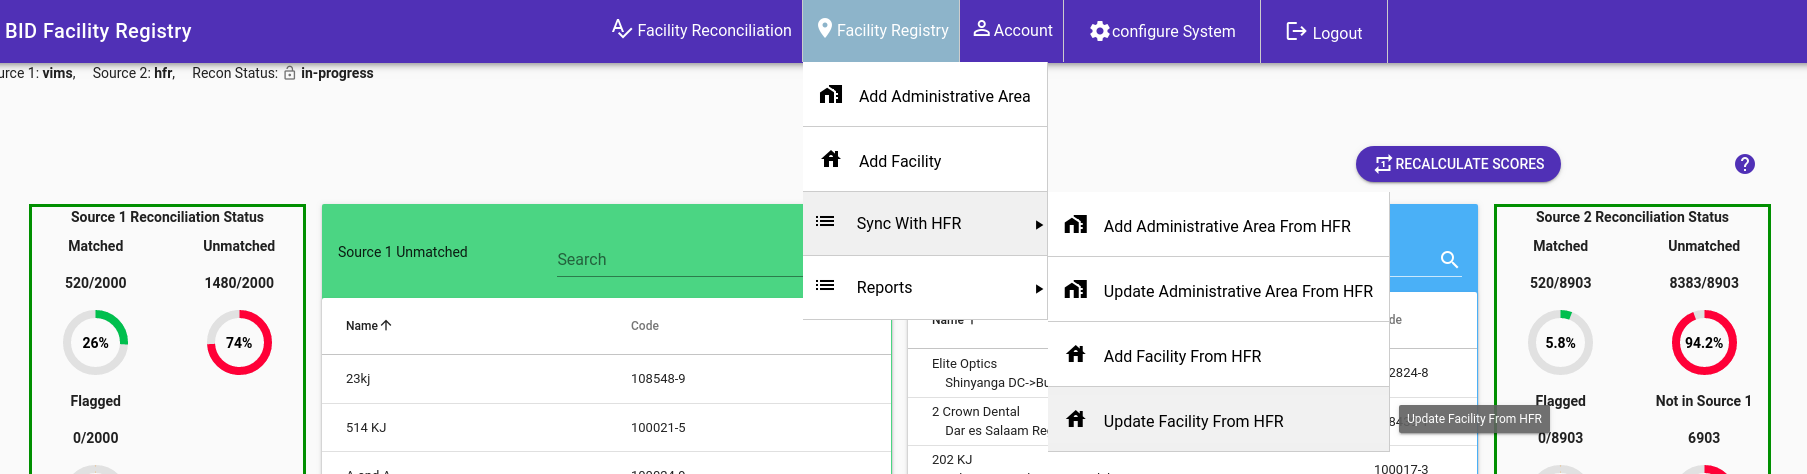 BID Facility Registry
Facility Reconciliation
Facility Registry
Account
configure System
Logout
urce 1: vims, Source 2: hfr, Recon Status: in-progress
Add Administrative Area
Add Facility
Sync With HFR
Reports
Add Administrative Area From HFR
Update Administrative Area From HFR
Add Facility From HFR
Update Facility From HFR
Update Facility From HFR
RECALCULATE SCORES
?
Source 1 Reconciliation Status
Matched Unmatched
520/2000 1480/2000
26% 74%
Flagged
0/2000
Source 1 Unmatched
Search
Name Code
23kj 108548-9
514 KJ 100021-5
Elite Optics
Shinyanga DC->Bu
2824-8
2 Crown Dental
Dar es Salaam Re
202 KJ
100017-3
Source 2 Reconciliation Status
Matched Unmatched
520/8903 8383/8903
5.8% 94.2%
Flagged Not in Source 1
0/8903 6903